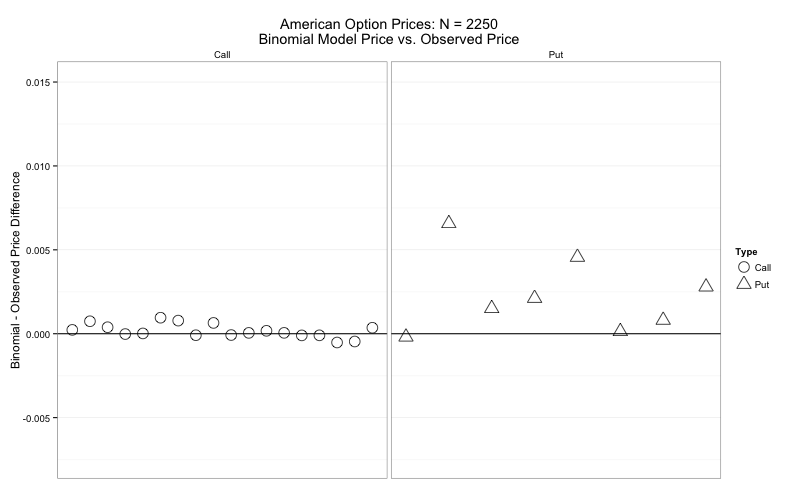 American Option Prices: N = 2250
Binomial Model Price vs. Observed Price
Call
Put
Binomial - Observed Price Difference
0.015
0.010
0.005
0.000
-0.005
Type
Call
Put